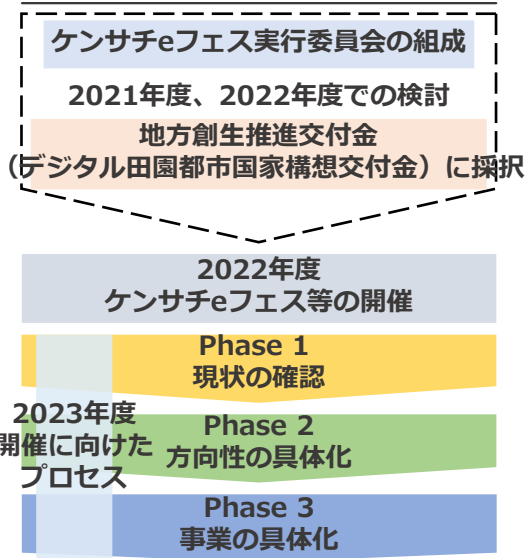 ケンサチeフェス実行委員会の組成
2021年度、2022年度での検討
地方創生推進交付金
（デジタル田園都市国家構想交付金）に採択
2022年度
ケンサチeフェス等の開催
Phase 1
現状の確認
2023年度
開催に向けた
プロセス
Phase 2
方向性の具体化
Phase 3
事業の具体化